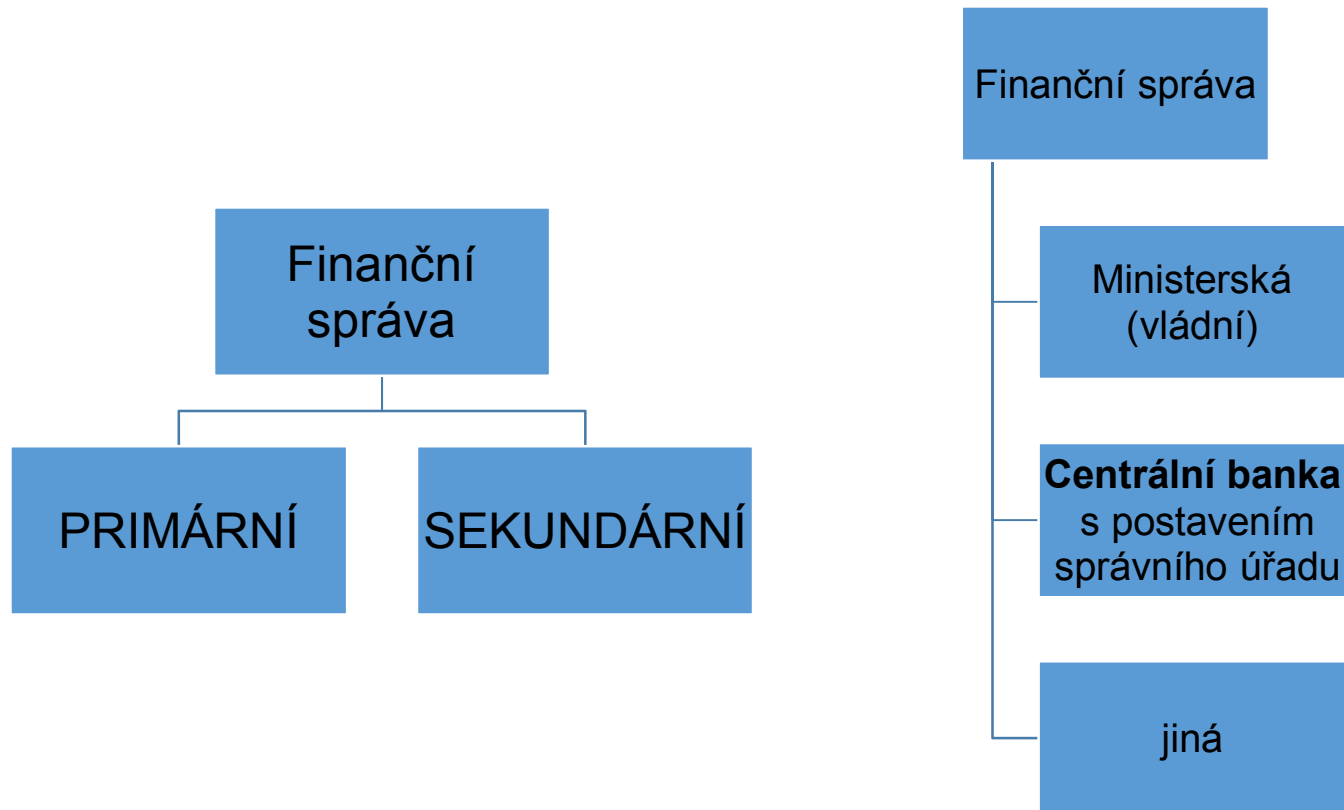 Finanční
správa
PRIMÁRNÍ
SEKUNDÁRNÍ
Finanční správa
Ministerská
(vládní)
Centrální banka
s postavením
správního úřadu
jiná